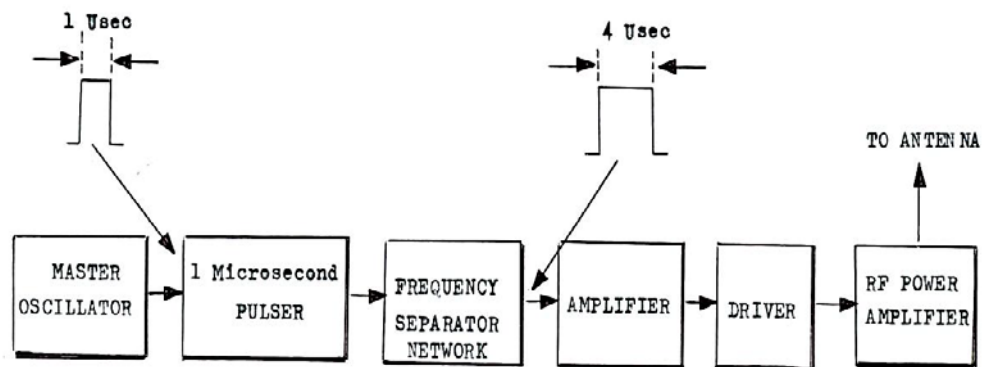 1 Usec
4 Usec
TO ANTENNA
MASTER
OSCILLATOR
1 Microsecond
PULSER
FREQUENCY
SEPARATOR
NETWORK
AMPLIFIER
DRIVER
RF POWER
AMPLIFIER